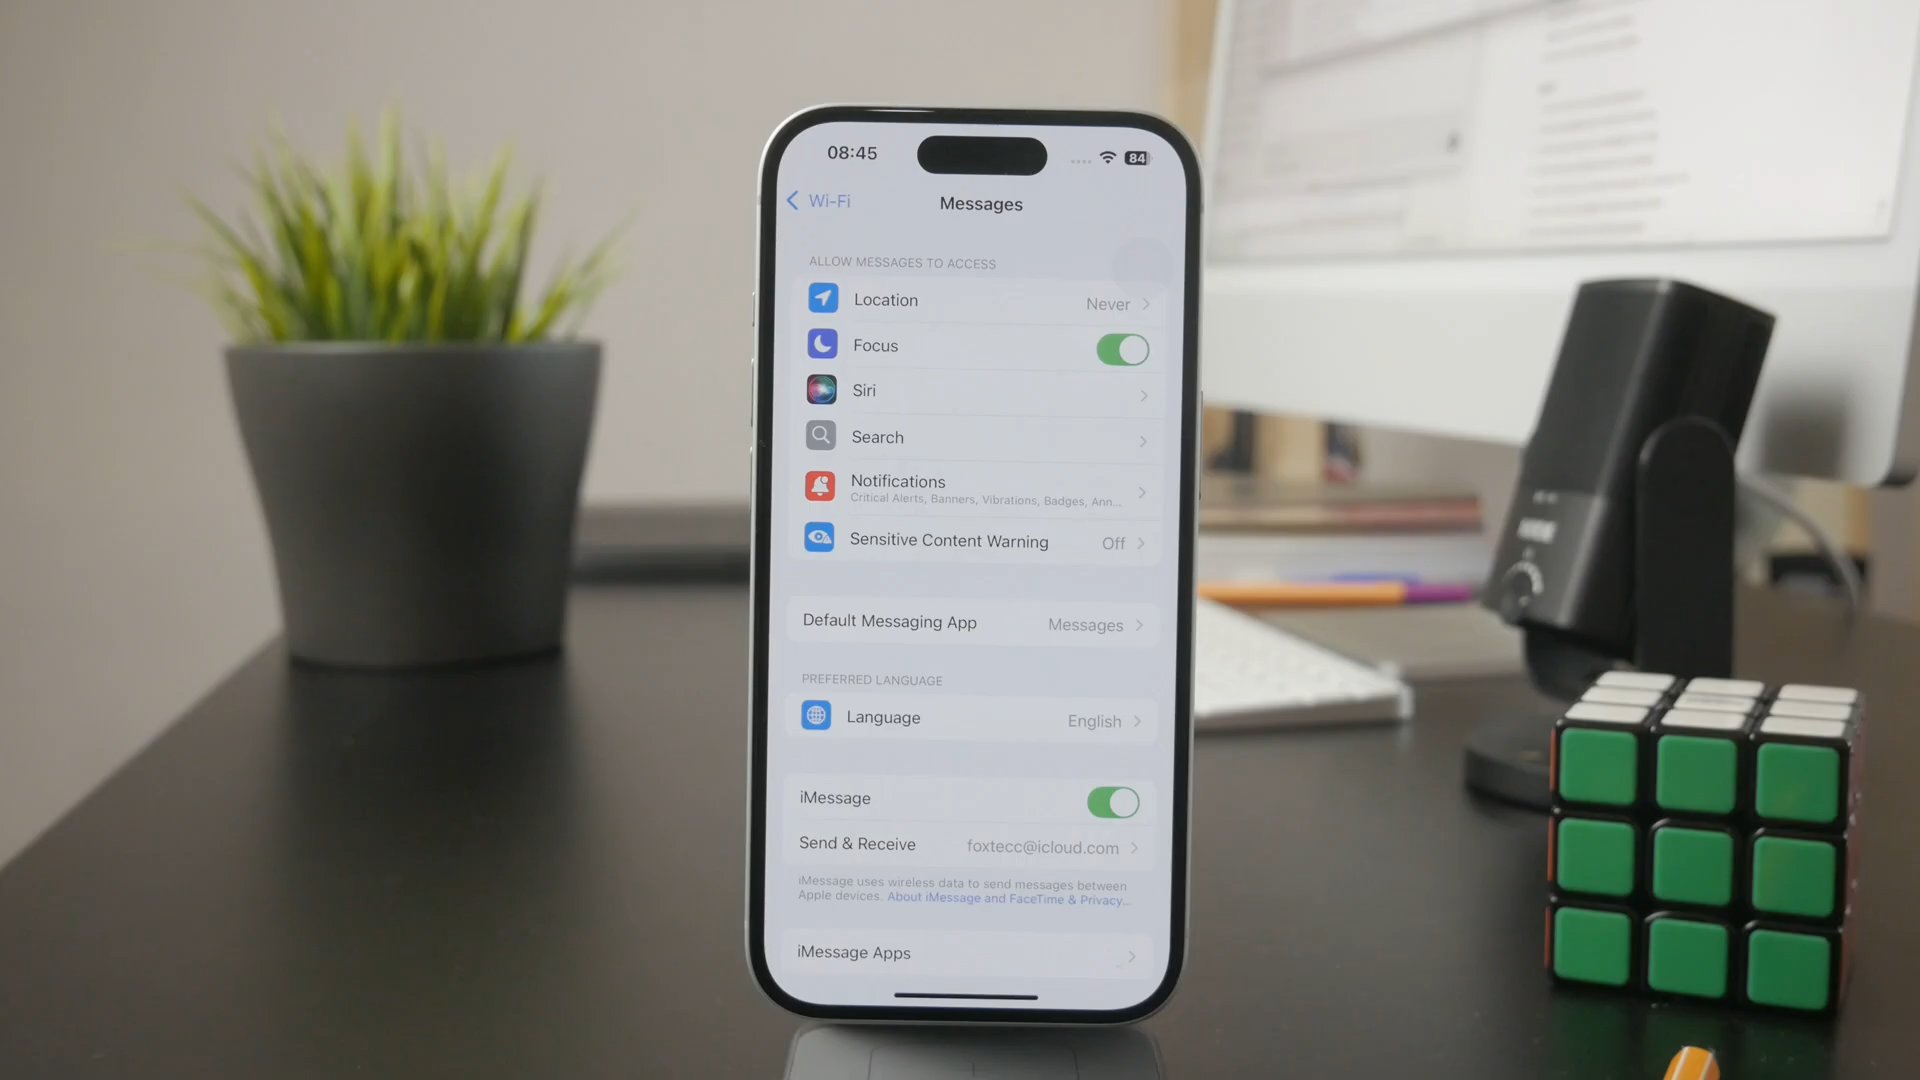 08:45
84
Wi-Fi
Messages
ALLOW MESSAGES TO ACCESS
Location Never
Focus
Siri
Search
Notifications
Critical Alerts, Banners, Vibrations, Badges, Ann...
Sensitive Content Warning Off
Default Messaging App Messages
PREFERRED LANGUAGE
Language English
iMessage
Send & Receive foxtecc@icloud.com
iMessage uses wireless data to send messages between
Apple devices. About iMessage and FaceTime & Privacy...
iMessage Apps